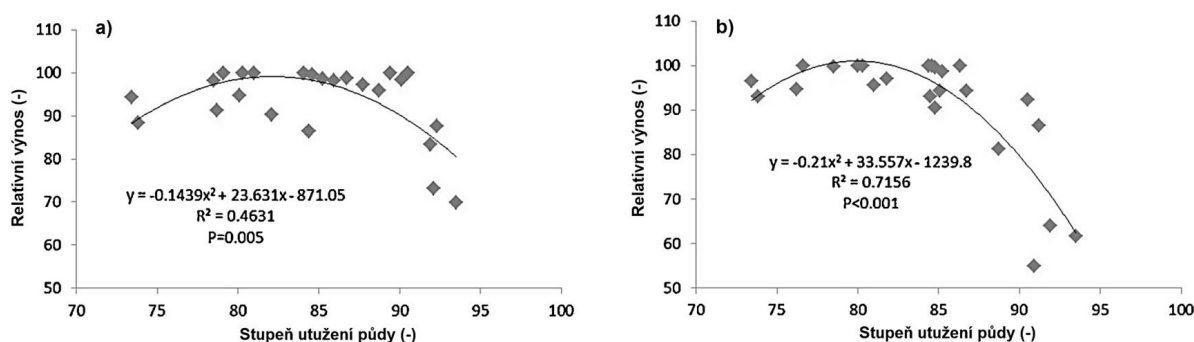 a)
Relativní výnos (-)
110
100
90
80
70
60
50
y = -0.1439x² + 23.631x - 871.05
R² = 0.4631
P=0.005
70 75 80 85 90 95 100
Stupeň utužení půdy (-)
b)
Relativní výnos (-)
110
100
90
80
70
60
50
y = -0.21x² + 33.557x - 1239.8
R² = 0.7156
P<0.001
70 75 80 85 90 95 100
Stupeň utužení půdy (-)